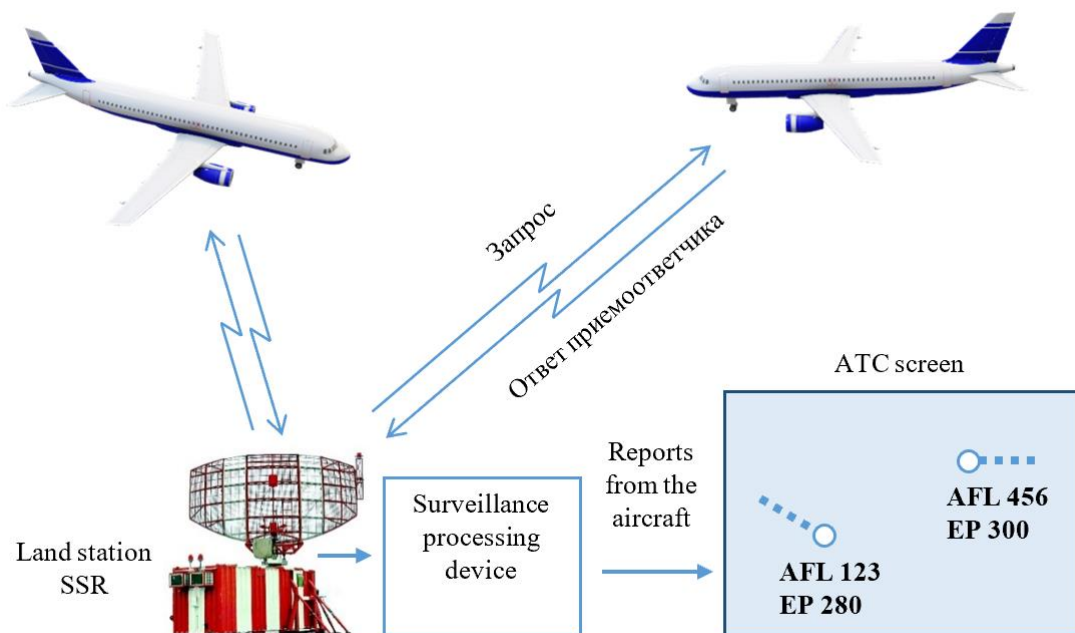 Запрос
Ответ приемоответчика
ATC screen
Reports
from the
aircraft
Surveillance
processing
device
Land station
SSR
AFL 456
EP 300
AFL 123
EP 280